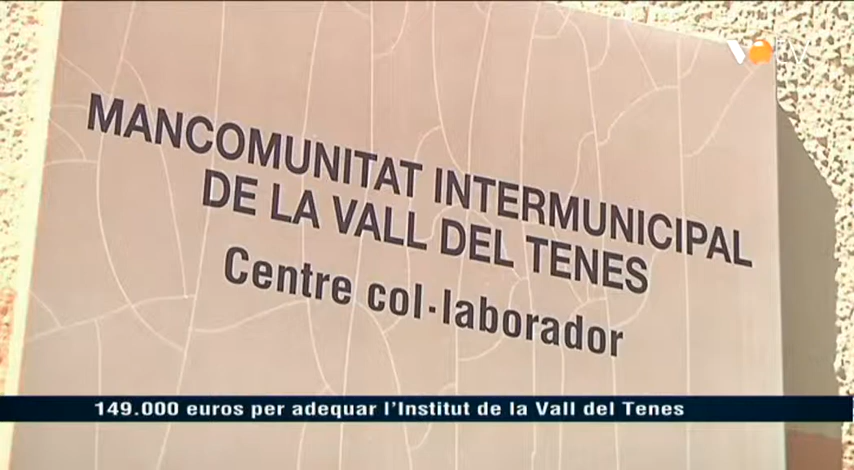 VOTV
MANCOMUNITAT INTERMUNICIPAL
DE LA VALL DEL TENES
Centre col·laborador
149.000 euros per adequar l'Institut de la Vall del Tenes